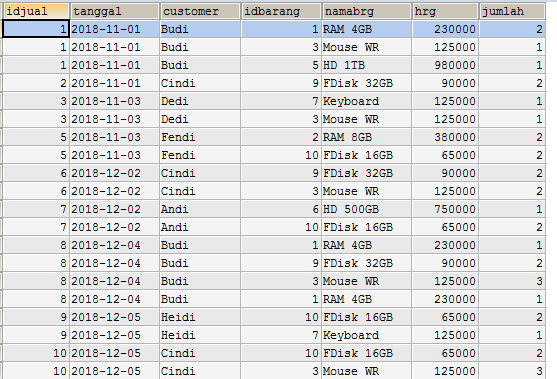 idjual tanggal customer idbarang namabrg hrg jumlah
1 2018-11-01 Budi 1 RAM 4GB 230000 2
1 2018-11-01 Budi 3 Mouse WR 125000 1
1 2018-11-01 Budi 5 HD 1TB 980000 1
2 2018-11-01 Cindi 9 FDisk 32GB 90000 2
3 2018-11-03 Dedi 7 Keyboard 125000 1
3 2018-11-03 Dedi 3 Mouse WR 125000 1
5 2018-11-03 Fendi 2 RAM 8GB 380000 2
5 2018-11-03 Fendi 10 FDisk 16GB 65000 2
6 2018-12-02 Cindi 9 FDisk 32GB 90000 2
6 2018-12-02 Cindi 3 Mouse WR 125000 2
7 2018-12-02 Andi 6 HD 500GB 750000 1
7 2018-12-02 Andi 10 FDisk 16GB 65000 2
8 2018-12-04 Budi 1 RAM 4GB 230000 1
8 2018-12-04 Budi 9 FDisk 32GB 90000 2
8 2018-12-04 Budi 3 Mouse WR 125000 3
8 2018-12-04 Budi 1 RAM 4GB 230000 1
9 2018-12-05 Heidi 10 FDisk 16GB 65000 2
9 2018-12-05 Heidi 7 Keyboard 125000 1
10 2018-12-05 Cindi 10 FDisk 16GB 65000 2
10 2018-12-05 Cindi 3 Mouse WR 125000 3